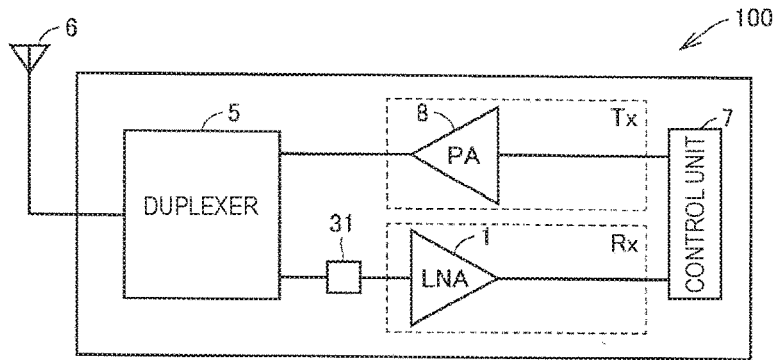 100
6
5
8
Tx
7
PA
DUPLEXER
CONTROL UNIT
31
1
Rx
LNA